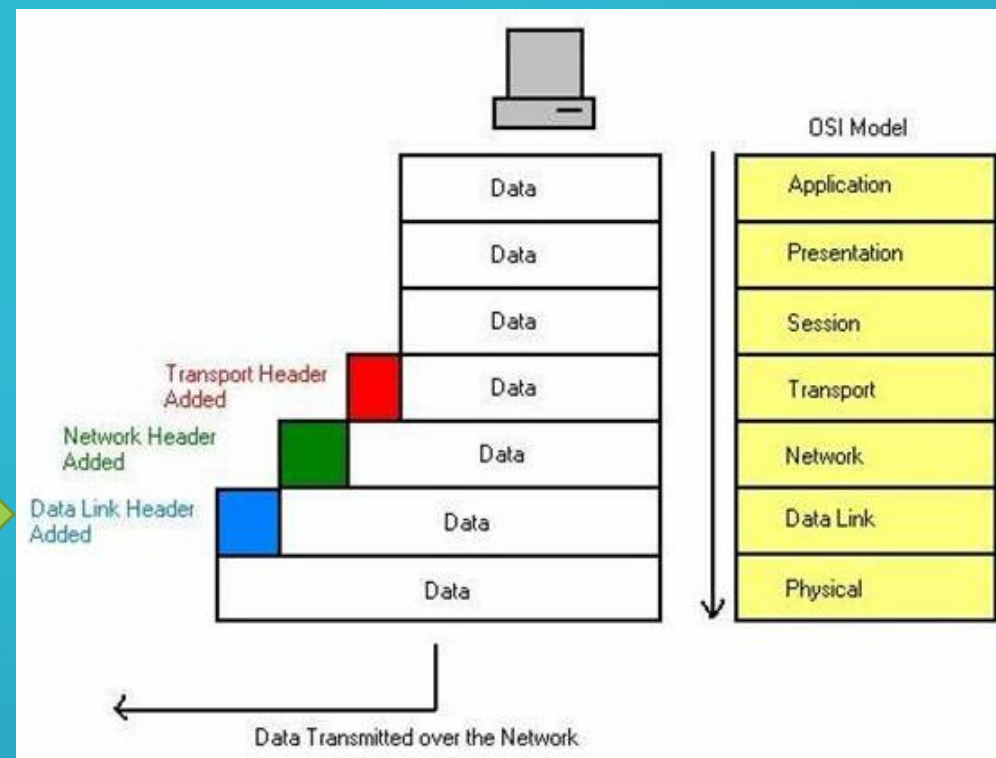 OSI Model
Data
Application
Data
Presentation
Data
Session
Transport Header
Added
Data
Transport
Network Header
Added
Data
Network
Data Link Header
Added
Data
Data Link
Data
Physical
Data Transmitted over the Network